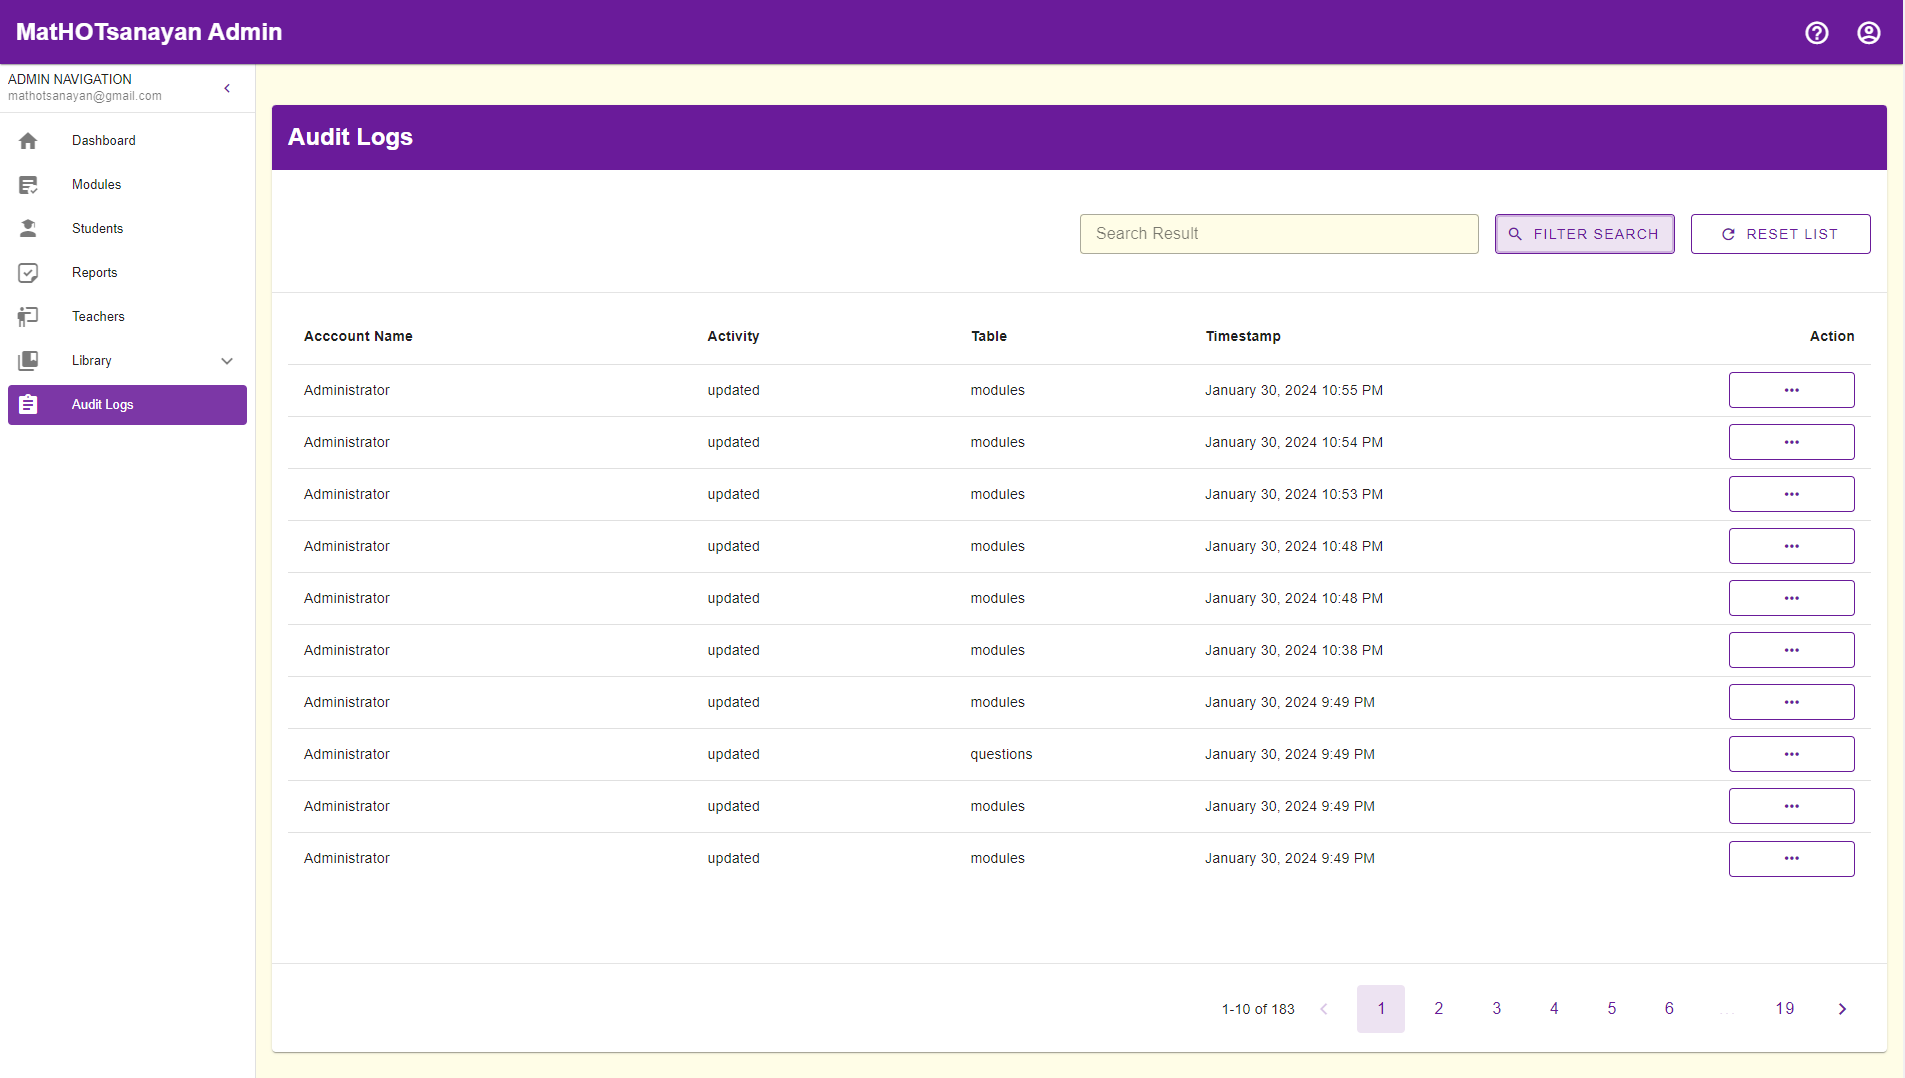 MatHOTsanayan Admin
ADMIN NAVIGATION
mathotsanayan@gmail.com
Dashboard
Modules
Students
Reports
Teachers
Library
Audit Logs
Audit Logs
Search Result
FILTER SEARCH
RESET LIST
Acccount Name Activity Table Timestamp Action
Administrator updated modules January 30, 2024 10:55 PM
Administrator updated modules January 30, 2024 10:54 PM
Administrator updated modules January 30, 2024 10:53 PM
Administrator updated modules January 30, 2024 10:48 PM
Administrator updated modules January 30, 2024 10:48 PM
Administrator updated modules January 30, 2024 10:38 PM
Administrator updated modules January 30, 2024 9:49 PM
Administrator updated questions January 30, 2024 9:49 PM
Administrator updated modules January 30, 2024 9:49 PM
Administrator updated modules January 30, 2024 9:49 PM
1-10 of 183 1 2 3 4 5 6 ... 19